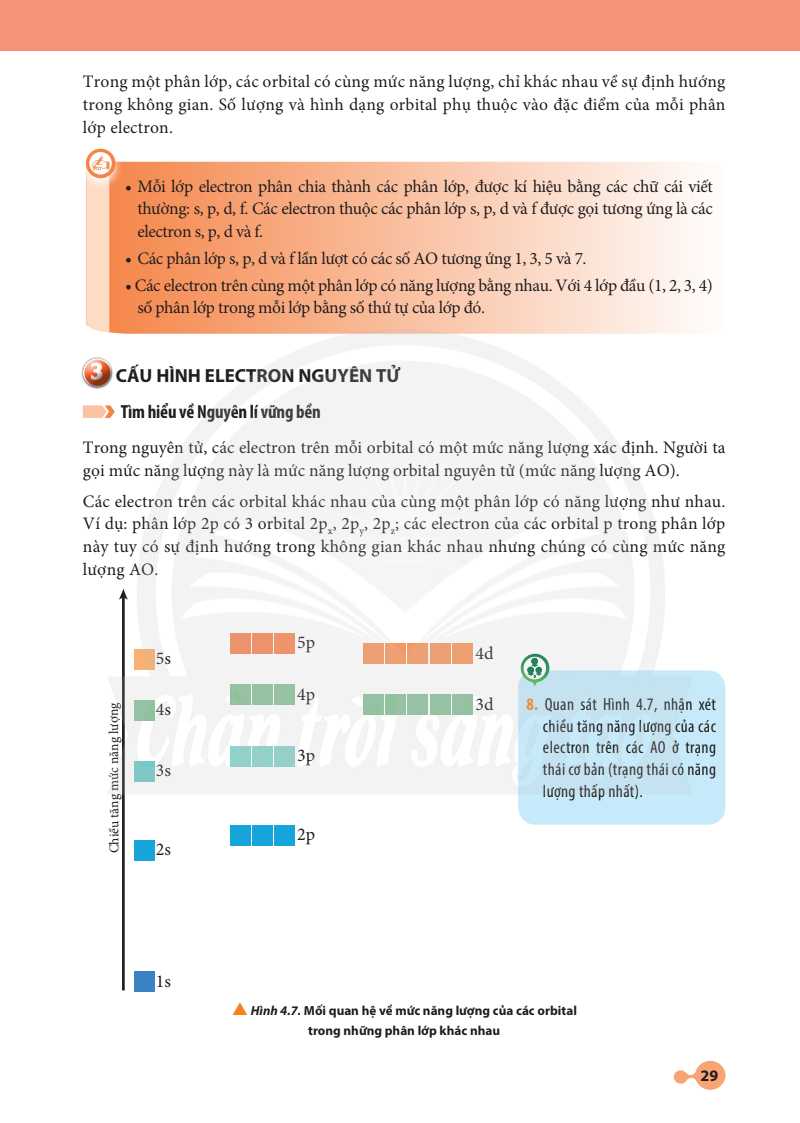 Trong một phân lớp, các orbital có cùng mức năng lượng, chỉ khác nhau về sự định hướng
trong không gian. Số lượng và hình dạng orbital phụ thuộc vào đặc điểm của mỗi phân
lớp electron.
• Mỗi lớp electron phân chia thành các phân lớp, được kí hiệu bằng các chữ cái viết
thường: s, p, d, f. Các electron thuộc các phân lớp s, p, d và f được gọi tương ứng là các
electron s, p, d và f.
• Các phân lớp s, p, d và f lần lượt có các số AO tương ứng 1, 3, 5 và 7.
• Các electron trên cùng một phân lớp có năng lượng bằng nhau. Với 4 lớp đầu (1, 2, 3, 4)
số phân lớp trong mỗi lớp bằng số thứ tự của lớp đó.
3 CẤU HÌNH ELECTRON NGUYÊN TỬ
Tìm hiểu về Nguyên lí vững bền
Trong nguyên tử, các electron trên mỗi orbital có một mức năng lượng xác định. Người ta
gọi mức năng lượng này là mức năng lượng orbital nguyên tử (mức năng lượng AO).
Các electron trên các orbital khác nhau của cùng một phân lớp có năng lượng như nhau.
Ví dụ: phân lớp 2p có 3 orbital 2pₓ, 2pᵧ, 2p_z; các electron của các orbital p trong phân lớp
này tuy có sự định hướng trong không gian khác nhau nhưng chúng có cùng mức năng
lượng AO.
Chiều tăng mức năng lượng
5s
5p
4d
4s
4p
3d
3s
3p
2s
2p
1s
8. Quan sát Hình 4.7, nhận xét
chiều tăng năng lượng của các
electron trên các AO ở trạng
thái cơ bản (trạng thái có năng
lượng thấp nhất).
Hình 4.7. Mối quan hệ về mức năng lượng của các orbital
trong những phân lớp khác nhau
29
Chân trời sáng